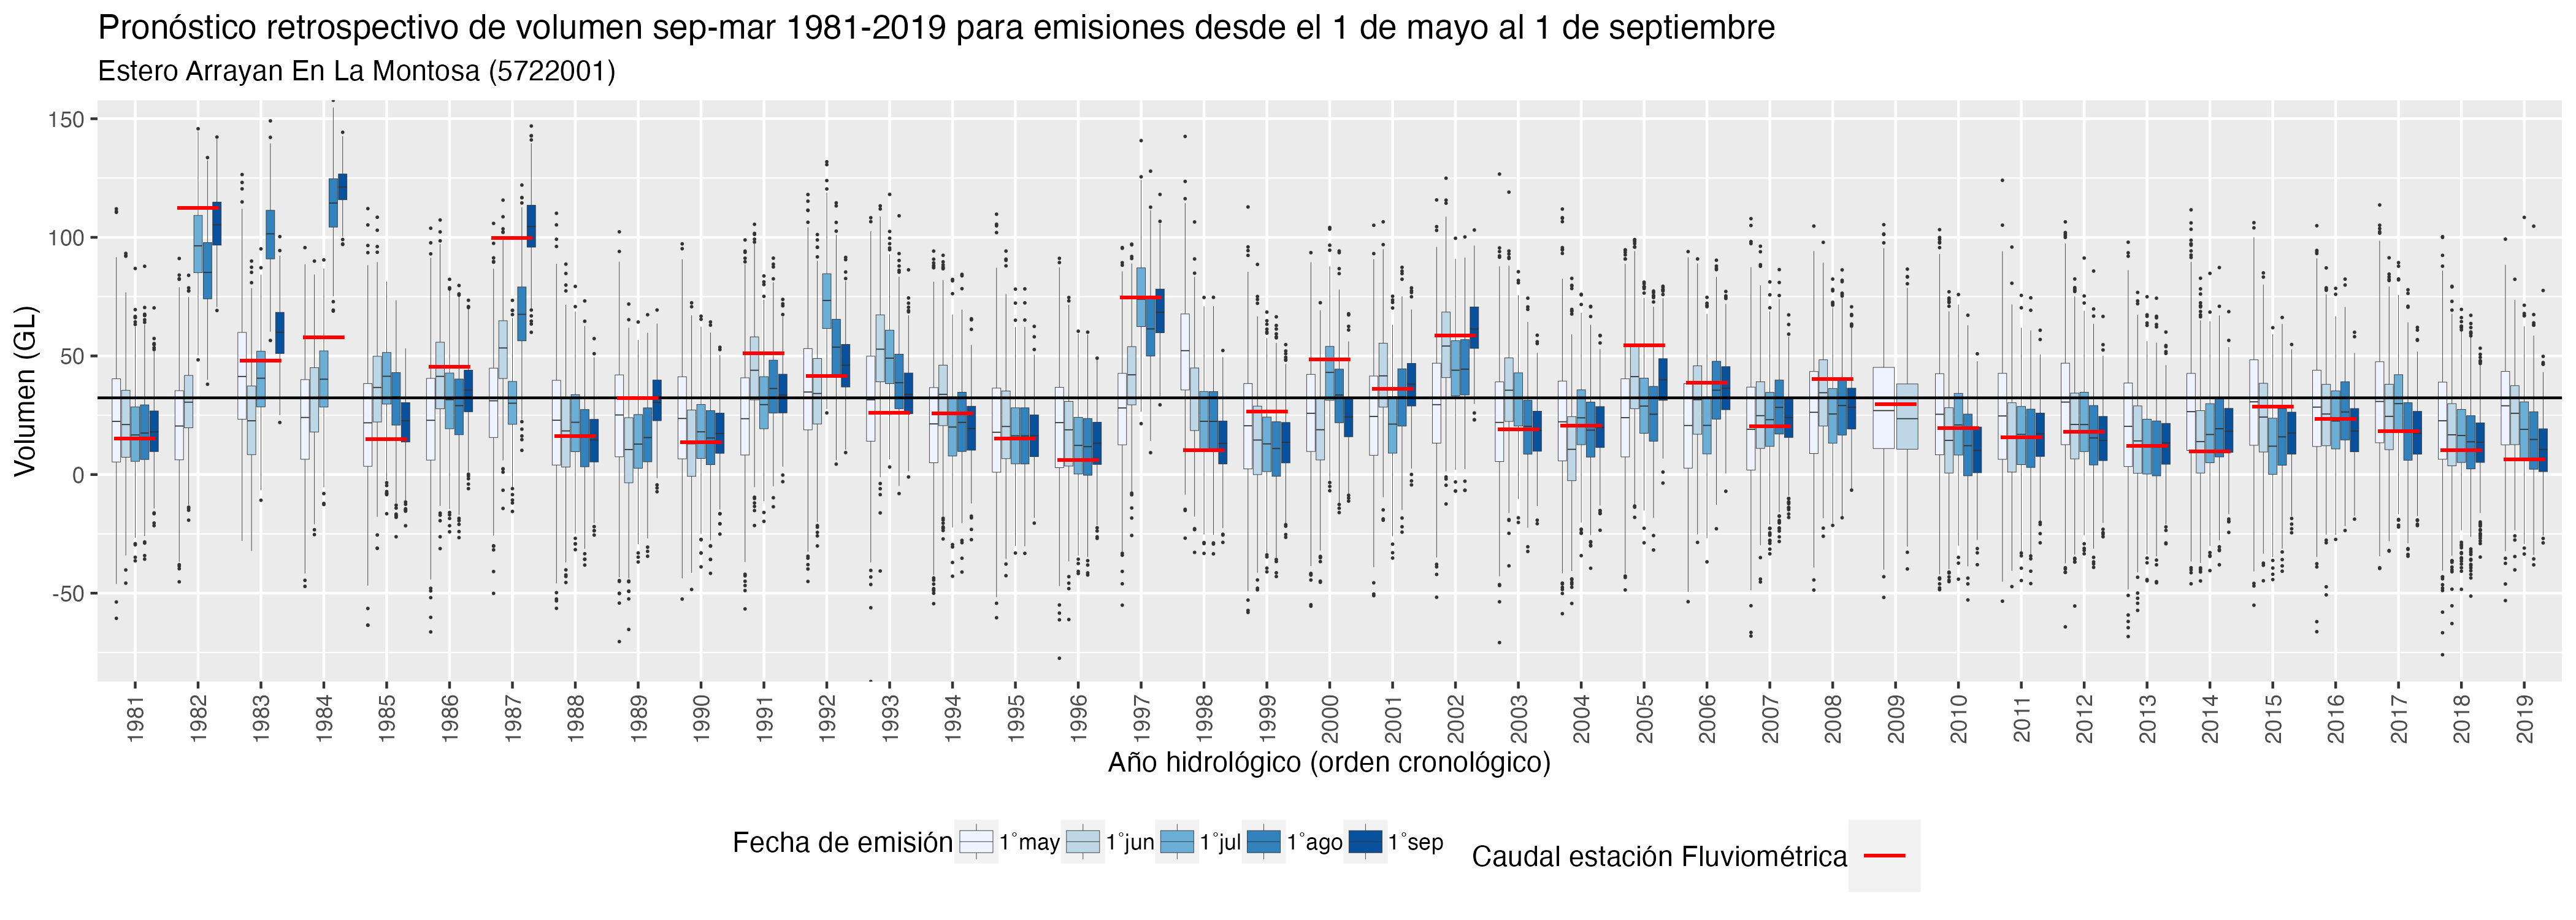 Pronóstico retrospectivo de volumen sep-mar 1981-2019 para emisiones desde el 1 de mayo al 1 de septiembre
Estero Arrayan En La Montosa (5722001)
Volumen (GL)
150
100
50
0
-50
1981 1982 1983 1984 1985 1986 1987 1988 1989 1990 1991 1992 1993 1994 1995 1996 1997 1998 1999 2000 2001 2002 2003 2004 2005 2006 2007 2008 2009 2010 2011 2012 2013 2014 2015 2016 2017 2018 2019
Año hidrológico (orden cronológico)
Fecha de emisión 1°may 1°jun 1°jul 1°ago 1°sep Caudal estación Fluviométrica